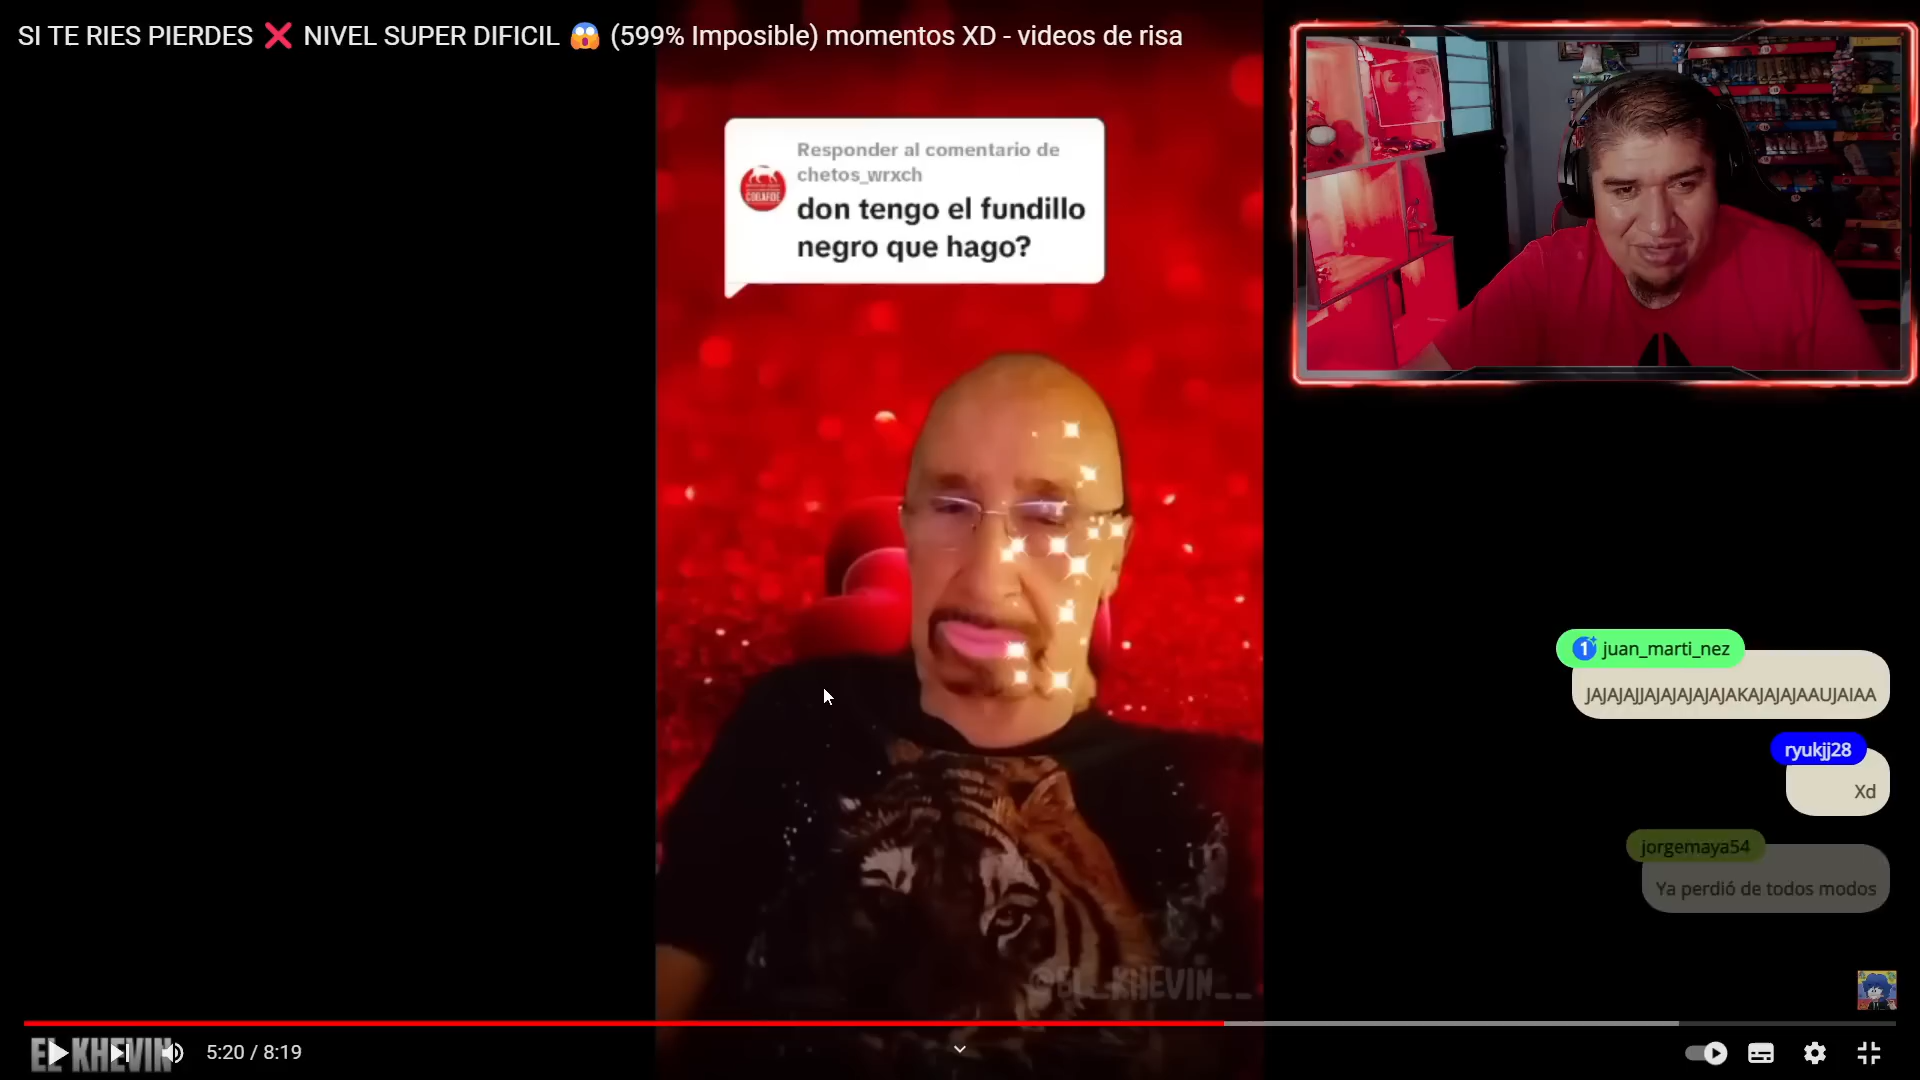 SI TE RIES PIERDES ❌ NIVEL SUPER DIFICIL 😱 (599% Imposible) momentos XD - videos de risa
Responder al comentario de
chetos_wrxch
don tengo el fundillo
negro que hago?
juan_marti_nez
JAJAJAJJAJAJAJAJAJAKAJAJAJAAUJAIAA
ryukjj28
Xd
jorgemaya54
Ya perdió de todos modos
@EL_KHEVIN__
EL KHEVIN
5:20 / 8:19